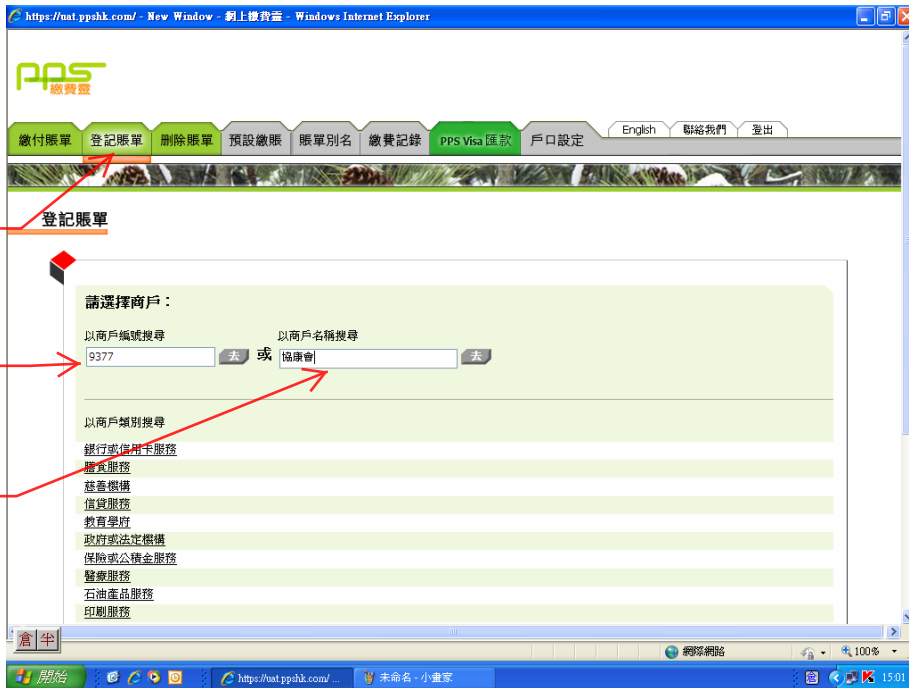 https://uat.ppshk.com/ - New Window - 網上繳費靈 - Windows Internet Explorer
pps
繳費靈
繳付賬單 登記賬單 刪除賬單 預設繳賬 賬單別名 繳費記錄 PPS Visa 匯款 戶口設定 English 聯絡我們 登出
登記賬單
請選擇商戶：
以商戶編號搜尋 以商戶名稱搜尋
9377 去 或 協康會 去
以商戶類別搜尋
銀行或信用卡服務
膳食服務
慈善機構
信貸服務
教育學府
政府或法定機構
保險或公積金服務
醫療服務
石油產品服務
印刷服務
倉 半
網際網路 100%
開始 https://uat.ppshk.com/ ... 未命名 - 小畫家 倉 15:01